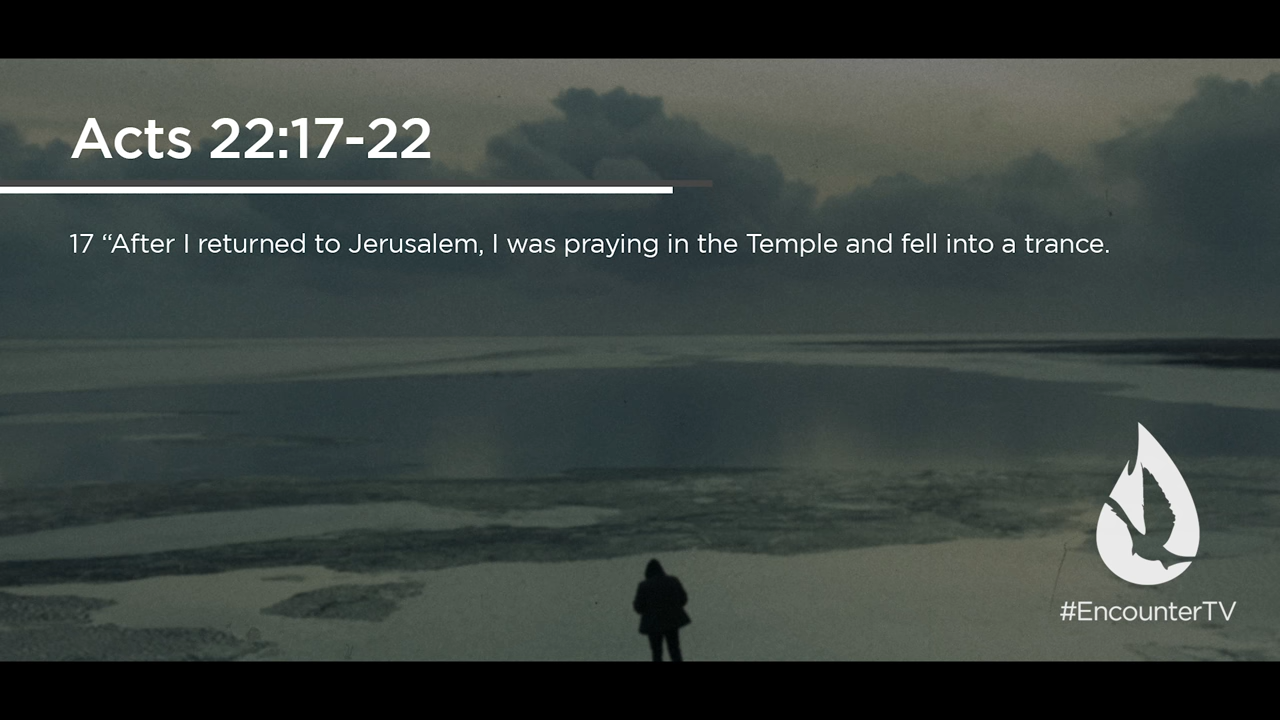 Acts 22:17-22
17 “After I returned to Jerusalem, I was praying in the Temple and fell into a trance.
#EncounterTV